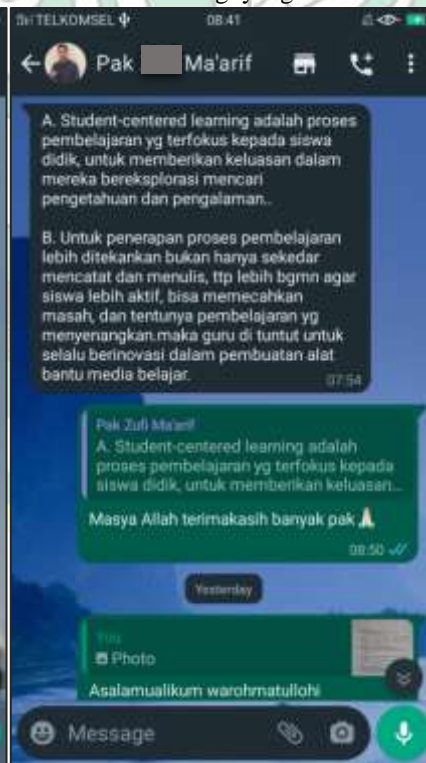 TELKOMSEL
08.41
Pak Ma'arif
A. Student-centered learning adalah proses
pembelajaran yg terfokus kepada siswa
didik, untuk memberikan keluasan dalam
mereka bereksplorasi mencari
pengetahuan dan pengalaman..
B. Untuk penerapan proses pembelajaran
lebih ditekankan bukan hanya sekedar
mencatat dan menulis, ttp lebih bgmn agar
siswa lebih aktif, bisa memecahkan
masah, dan tentunya pembelajaran yg
menyenangkan.maka guru di tuntut untuk
selalu berinovasi dalam pembuatan alat
bantu media belajar.
07:54
Pak Zufi Ma'arif
A. Student-centered learning adalah
proses pembelajaran yg terfokus kepada
siswa didik, untuk memberikan keluasan...
Masya Allah terimakasih banyak pak
08:50
Yesterday
You
Photo
Asalamualikum warohmatullohi
Message